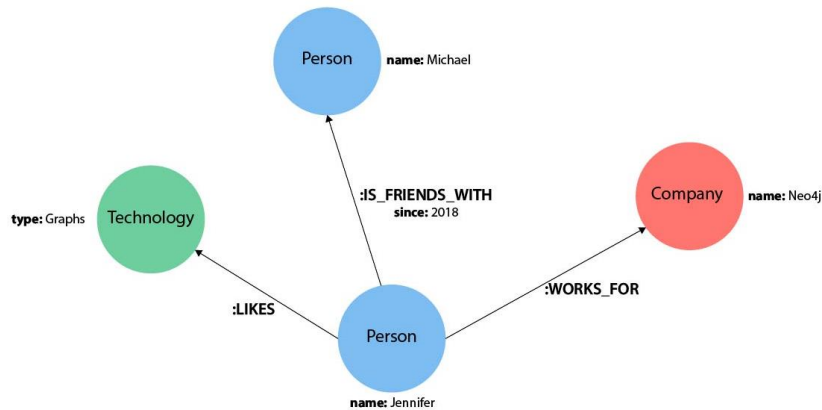 Person
name: Michael
:IS_FRIENDS_WITH
since: 2018
Technology
type: Graphs
Company
name: Neo4j
:LIKES
:WORKS_FOR
Person
name: Jennifer